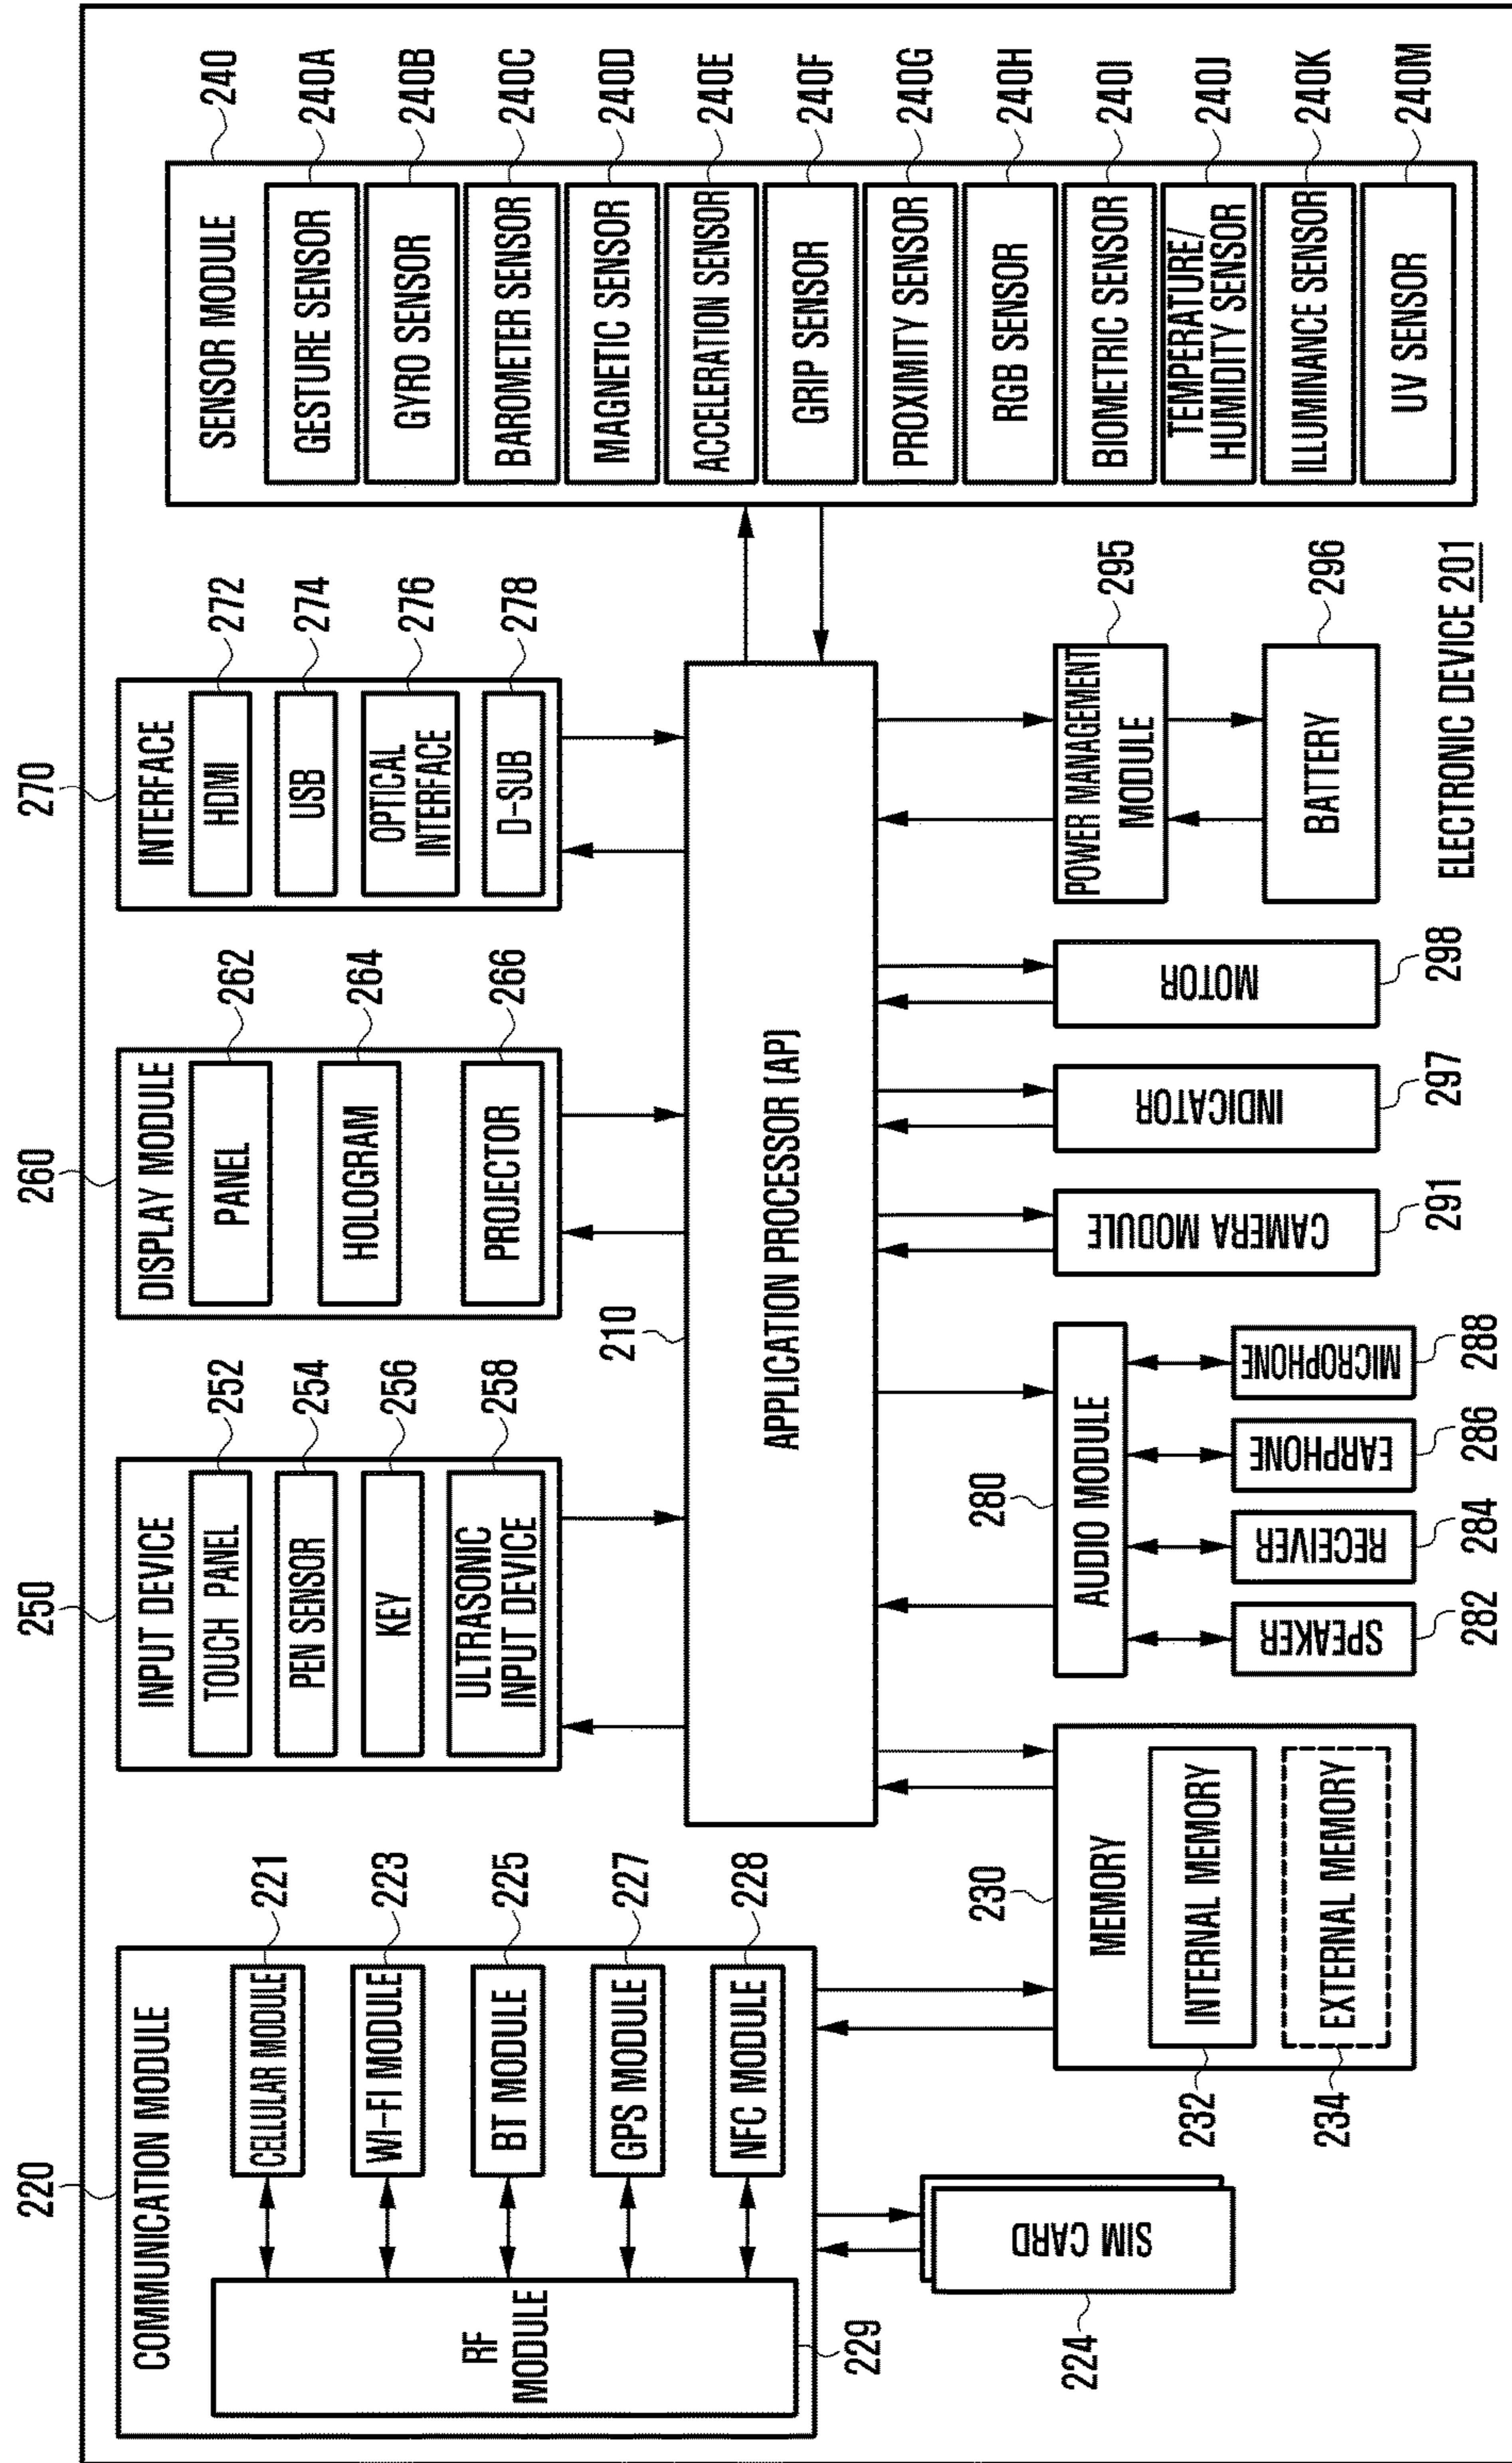 220
COMMUNICATION MODULE
RF
MODULE
229
CELLULAR MODULE
221
WI-FI MODULE
223
BT MODULE
225
GPS MODULE
227
NFC MODULE
228
SIM CARD
224
250
INPUT DEVICE
TOUCH PANEL
252
PEN SENSOR
254
KEY
256
ULTRASONIC
INPUT DEVICE
258
260
DISPLAY MODULE
PANEL
262
HOLOGRAM
264
PROJECTOR
266
270
INTERFACE
HDMI
272
USB
274
OPTICAL
INTERFACE
276
D-SUB
278
240
SENSOR MODULE
GESTURE SENSOR
240A
GYRO SENSOR
240B
BAROMETER SENSOR
240C
MAGNETIC SENSOR
240D
ACCELERATION SENSOR
240E
GRIP SENSOR
240F
PROXIMITY SENSOR
240G
RGB SENSOR
240H
BIOMETRIC SENSOR
240I
TEMPERATURE/
HUMIDITY SENSOR
240J
ILLUMINANCE SENSOR
240K
UV SENSOR
240M
210
APPLICATION PROCESSOR (AP)
230
MEMORY
INTERNAL MEMORY
232
EXTERNAL MEMORY
234
280
AUDIO MODULE
SPEAKER
282
RECEIVER
284
EARPHONE
286
MICROPHONE
288
CAMERA MODULE
291
INDICATOR
297
MOTOR
298
POWER MANAGEMENT
MODULE
295
BATTERY
296
ELECTRONIC DEVICE 201